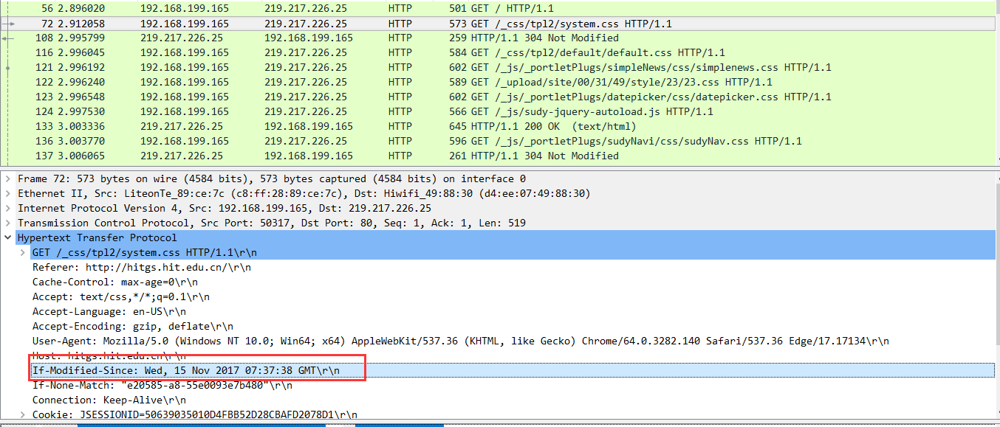 56 2.896020 192.168.199.165 219.217.226.25 HTTP 501 GET / HTTP/1.1
72 2.912058 192.168.199.165 219.217.226.25 HTTP 573 GET /_css/tpl2/system.css HTTP/1.1
108 2.995799 219.217.226.25 192.168.199.165 HTTP 259 HTTP/1.1 304 Not Modified
116 2.996045 192.168.199.165 219.217.226.25 HTTP 584 GET /_css/tpl2/default/default.css HTTP/1.1
121 2.996192 192.168.199.165 219.217.226.25 HTTP 602 GET /_js/_portletPlugs/simpleNews/css/simplenews.css HTTP/1.1
122 2.996240 192.168.199.165 219.217.226.25 HTTP 589 GET /_upload/site/00/31/49/style/23/23.css HTTP/1.1
123 2.996548 192.168.199.165 219.217.226.25 HTTP 602 GET /_js/_portletPlugs/datepicker/css/datepicker.css HTTP/1.1
124 2.997530 192.168.199.165 219.217.226.25 HTTP 566 GET /_js/sudy-jquery-autoload.js HTTP/1.1
133 3.003336 219.217.226.25 192.168.199.165 HTTP 645 HTTP/1.1 200 OK (text/html)
136 3.003770 192.168.199.165 219.217.226.25 HTTP 596 GET /_js/_portletPlugs/sudyNavi/css/sudyNav.css HTTP/1.1
137 3.006065 219.217.226.25 192.168.199.165 HTTP 261 HTTP/1.1 304 Not Modified
Frame 72: 573 bytes on wire (4584 bits), 573 bytes captured (4584 bits) on interface 0
Ethernet II, Src: LiteonTe_89:ce:7c (c8:ff:28:89:ce:7c), Dst: Hiwifi_49:88:30 (d4:ee:07:49:88:30)
Internet Protocol Version 4, Src: 192.168.199.165, Dst: 219.217.226.25
Transmission Control Protocol, Src Port: 50317, Dst Port: 80, Seq: 1, Ack: 1, Len: 519
Hypertext Transfer Protocol
GET /_css/tpl2/system.css HTTP/1.1\r\n
Referer: http://hitgs.hit.edu.cn/\r\n
Cache-Control: max-age=0\r\n
Accept: text/css,*/*;q=0.1\r\n
Accept-Language: en-US\r\n
Accept-Encoding: gzip, deflate\r\n
User-Agent: Mozilla/5.0 (Windows NT 10.0; Win64; x64) AppleWebKit/537.36 (KHTML, like Gecko) Chrome/64.0.3282.140 Safari/537.36 Edge/17.17134\r\n
Host: hitgs.hit.edu.cn\r\n
If-Modified-Since: Wed, 15 Nov 2017 07:37:38 GMT\r\n
If-None-Match: "e20585-a8-55e0093e7b480"\r\n
Connection: Keep-Alive\r\n
Cookie: JSESSIONID=50639035010D4FBB52D28CBAFD2078D1\r\n